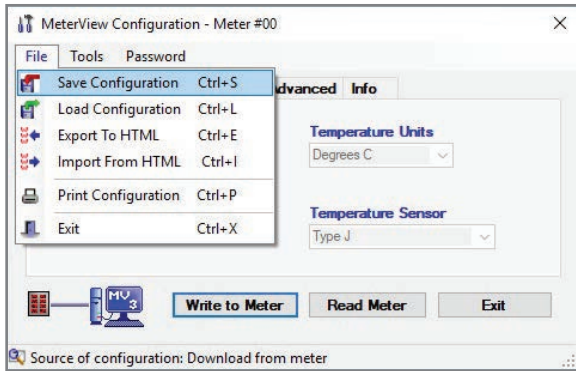 MeterView Configuration - Meter #00
File Tools Password
Save Configuration Ctrl+S
Load Configuration Ctrl+L
Export To HTML Ctrl+E
Import From HTML Ctrl+I
Print Configuration Ctrl+P
Exit Ctrl+X
Advanced Info
Temperature Units
Degrees C
Temperature Sensor
Type J
MV3
Write to Meter Read Meter Exit
Source of configuration: Download from meter